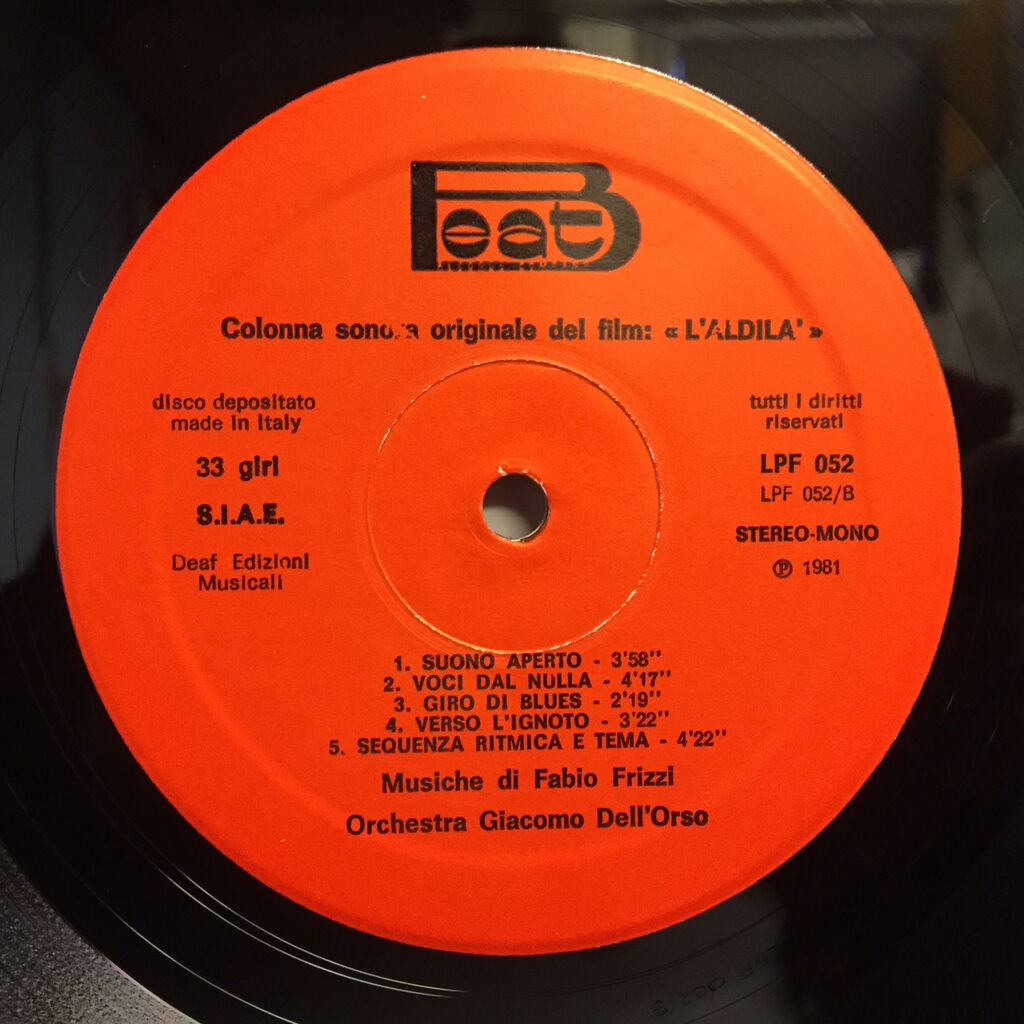 Beat
Colonna sonora originale del film: « L'ALDILA' »
disco depositato
made in Italy
33 giri
S.I.A.E.
Deaf Edizioni
Musicali
tutti i diritti
riservati
LPF 052
LPF 052/B
STEREO-MONO
Ⓟ 1981
1. SUONO APERTO - 3'58''
2. VOCI DAL NULLA - 4'17''
3. GIRO DI BLUES - 2'19''
4. VERSO L'IGNOTO - 3'22''
5. SEQUENZA RITMICA E TEMA - 4'22''
Musiche di Fabio Frizzi
Orchestra Giacomo Dell'Orso